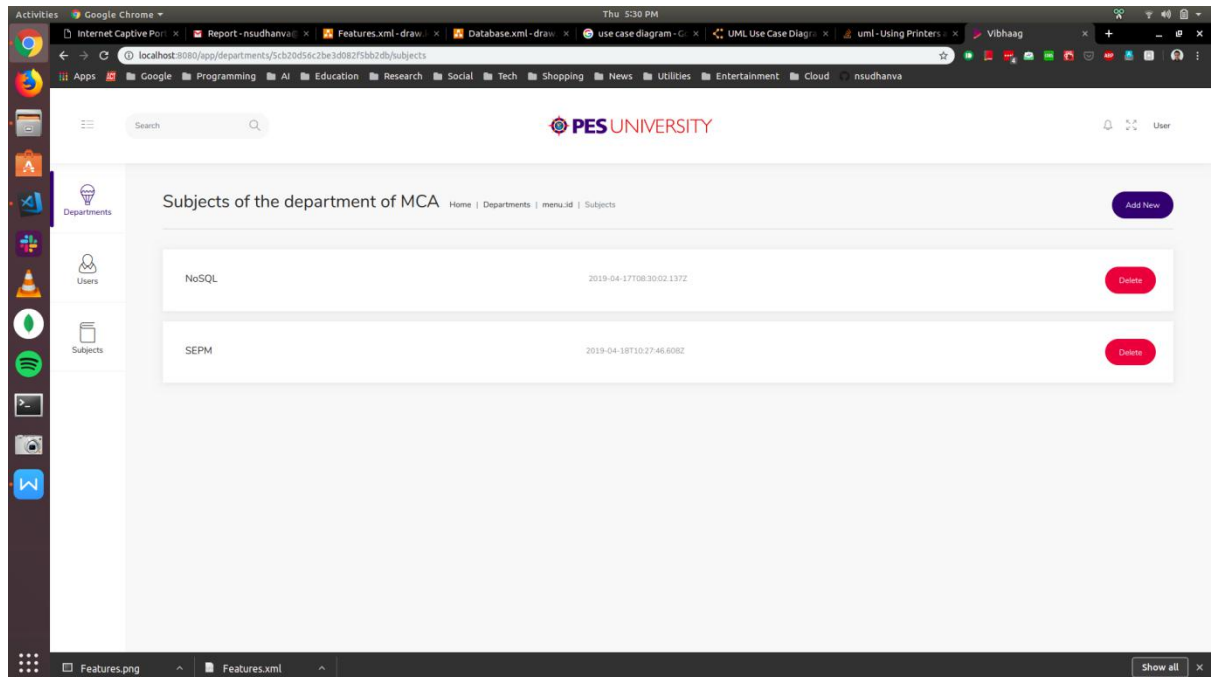 Activities Google Chrome Thu 5:30 PM
Internet Captive Port Report - nsudhanva@ Features.xml - draw.i Database.xml - draw. use case diagram - G UML Use Case Diagra uml - Using Printers a Vibhaag
localhost:8080/app/departments/5cb20d56c2be3d082f5bb2db/subjects
Apps Google Programming AI Education Research Social Tech Shopping News Utilities Entertainment Cloud nsudhanva
Search PES UNIVERSITY User
Departments
Subjects of the department of MCA Home | Departments | menu.id | Subjects Add New
Users
NoSQL 2019-04-17T08:30:02.137Z Delete
Subjects
SEPM 2019-04-18T10:27:46.608Z Delete
Features.png Features.xml Show all